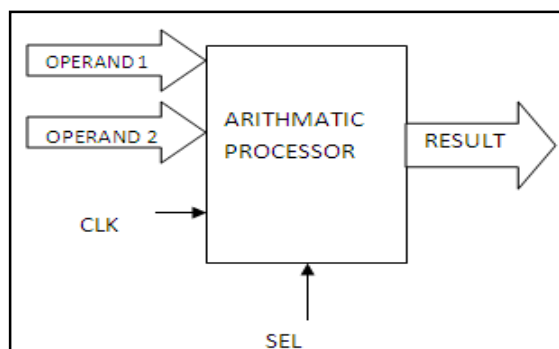 OPERAND 1
OPERAND 2
ARITHMATIC
PROCESSOR
RESULT
CLK
SEL